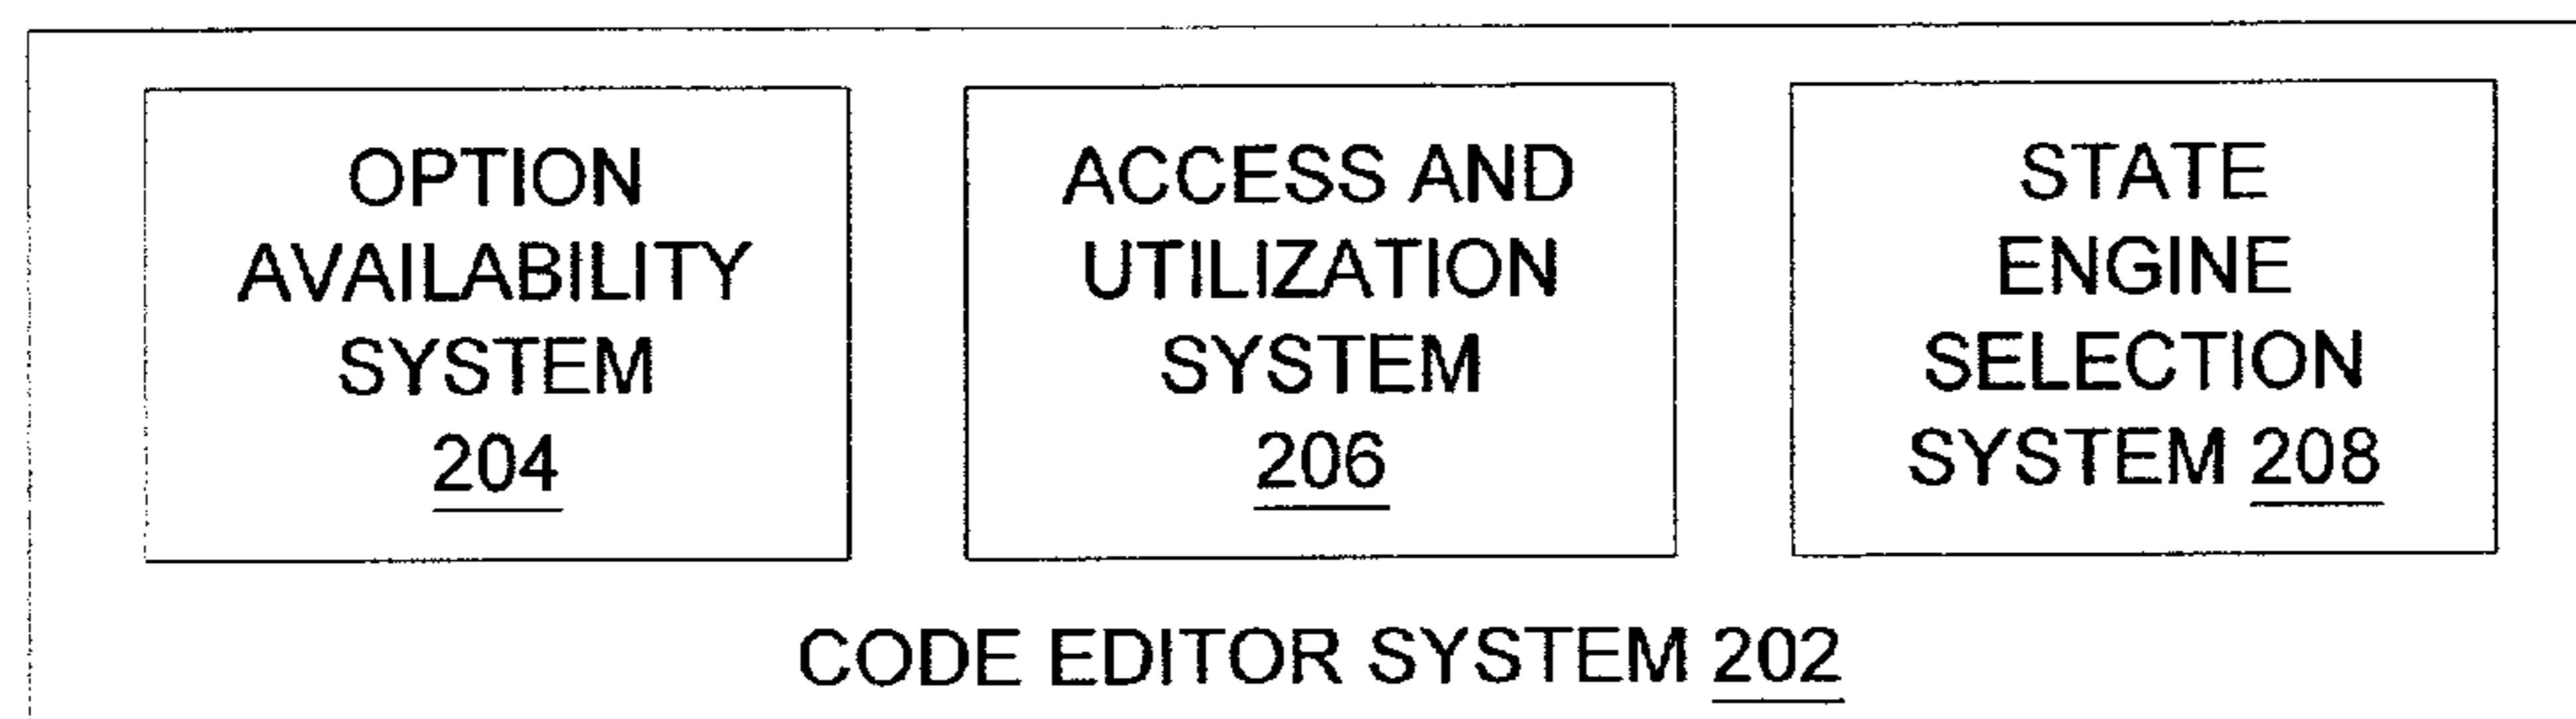 OPTION
AVAILABILITY
SYSTEM
204
ACCESS AND
UTILIZATION
SYSTEM
206
STATE
ENGINE
SELECTION
SYSTEM 208
CODE EDITOR SYSTEM 202